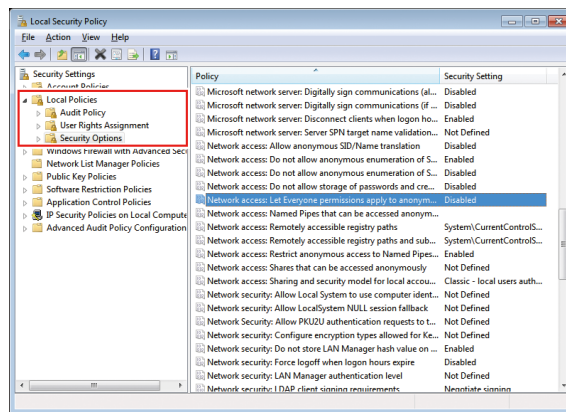 Local Security Policy
File Action View Help
Security Settings
Account Policies
Local Policies
Audit Policy
User Rights Assignment
Security Options
Windows Firewall with Advanced Secu
Network List Manager Policies
Public Key Policies
Software Restriction Policies
Application Control Policies
IP Security Policies on Local Compute
Advanced Audit Policy Configuration
Policy Security Setting
Microsoft network server: Digitally sign communications (al... Disabled
Microsoft network server: Digitally sign communications (if ... Disabled
Microsoft network server: Disconnect clients when logon ho... Enabled
Microsoft network server: Server SPN target name validation... Not Defined
Network access: Allow anonymous SID/Name translation Disabled
Network access: Do not allow anonymous enumeration of S... Enabled
Network access: Do not allow anonymous enumeration of S... Disabled
Network access: Do not allow storage of passwords and cre... Disabled
Network access: Let Everyone permissions apply to anonym... Disabled
Network access: Named Pipes that can be accessed anonym...
Network access: Remotely accessible registry paths System\CurrentControlS...
Network access: Remotely accessible registry paths and sub... System\CurrentControlS...
Network access: Restrict anonymous access to Named Pipes... Enabled
Network access: Shares that can be accessed anonymously Not Defined
Network access: Sharing and security model for local accou... Classic - local users auth...
Network security: Allow Local System to use computer ident... Not Defined
Network security: Allow LocalSystem NULL session fallback Not Defined
Network Security: Allow PKU2U authentication requests to t... Not Defined
Network security: Configure encryption types allowed for Ke... Not Defined
Network security: Do not store LAN Manager hash value on ... Enabled
Network security: Force logoff when logon hours expire Disabled
Network security: LAN Manager authentication level Not Defined
Network security: LDAP client signing requirements Negotiate signing